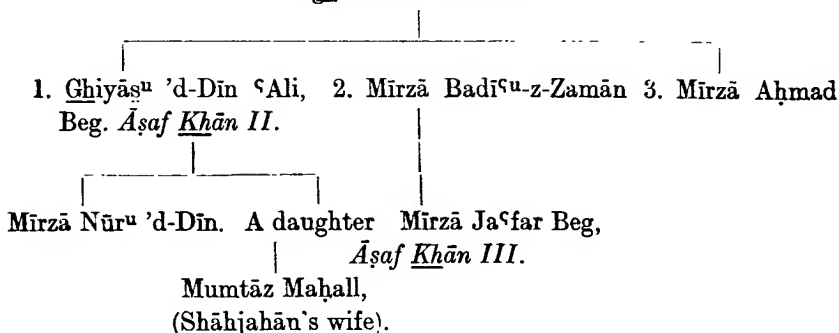 1. Ghiyās̱ᵘ 'd-Dīn ʿAli, 2. Mīrzā Badīʿᵘ-z-Zamān 3. Mīrzā Aḥmad
Beg. Āṣaf Khān II.
Mīrzā Nūrᵘ 'd-Dīn. A daughter Mīrzā Jaʿfar Beg,
Āṣaf Khān III.
Mumtāz Maḥall,
(Shāhjahān's wife).